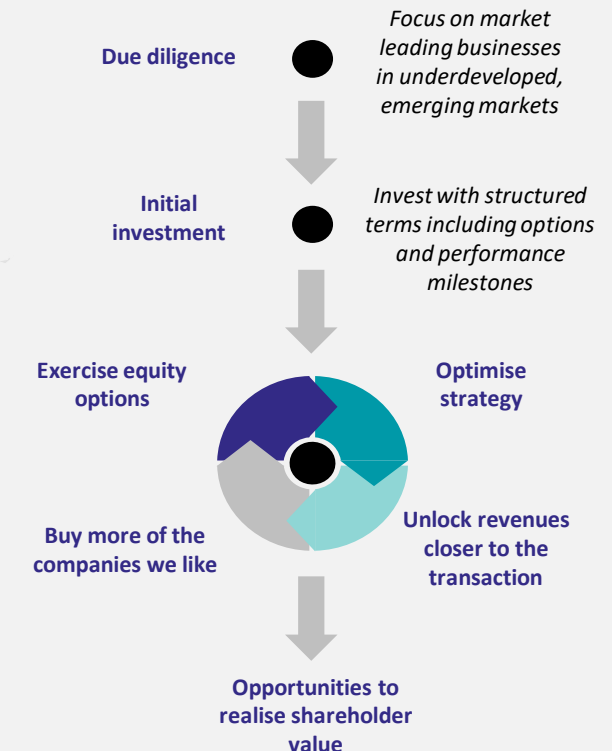 Due diligence
Focus on market
leading businesses
in underdeveloped,
emerging markets
Initial
investment
Invest with structured
terms including options
and performance
milestones
Exercise equity
options
Optimise
strategy
Buy more of the
companies we like
Unlock revenues
closer to the
transaction
Opportunities to
realise shareholder
value